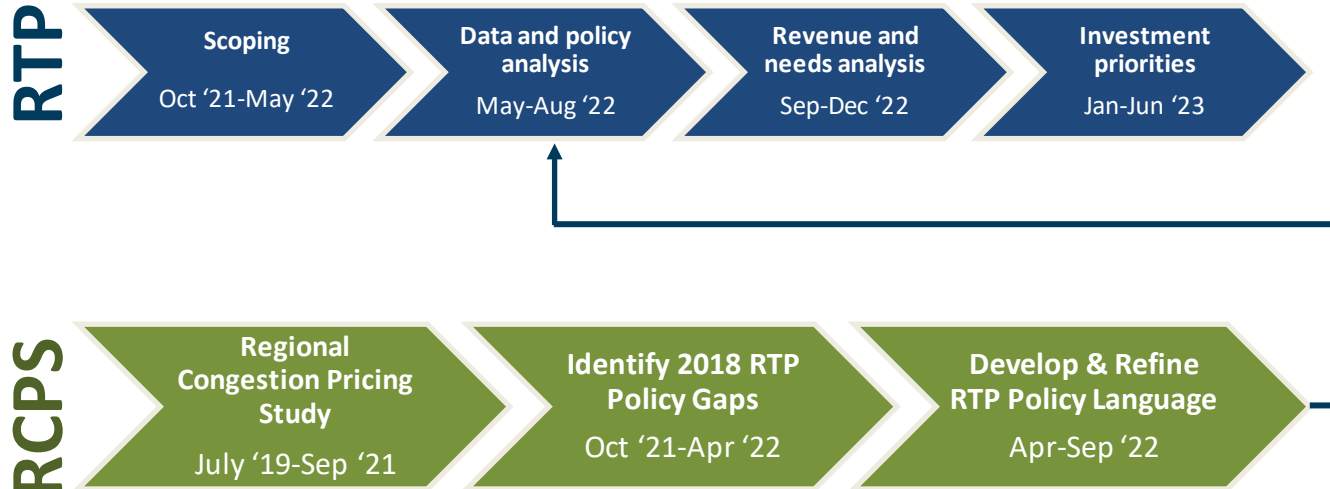 RTP
Scoping
Oct ‘21-May ‘22
Data and policy
analysis
May-Aug ‘22
Revenue and
needs analysis
Sep-Dec ‘22
Investment
priorities
Jan-Jun ‘23
RCPS
Regional
Congestion Pricing
Study
July ‘19-Sep ‘21
Identify 2018 RTP
Policy Gaps
Oct ‘21-Apr ‘22
Develop & Refine
RTP Policy Language
Apr-Sep ‘22